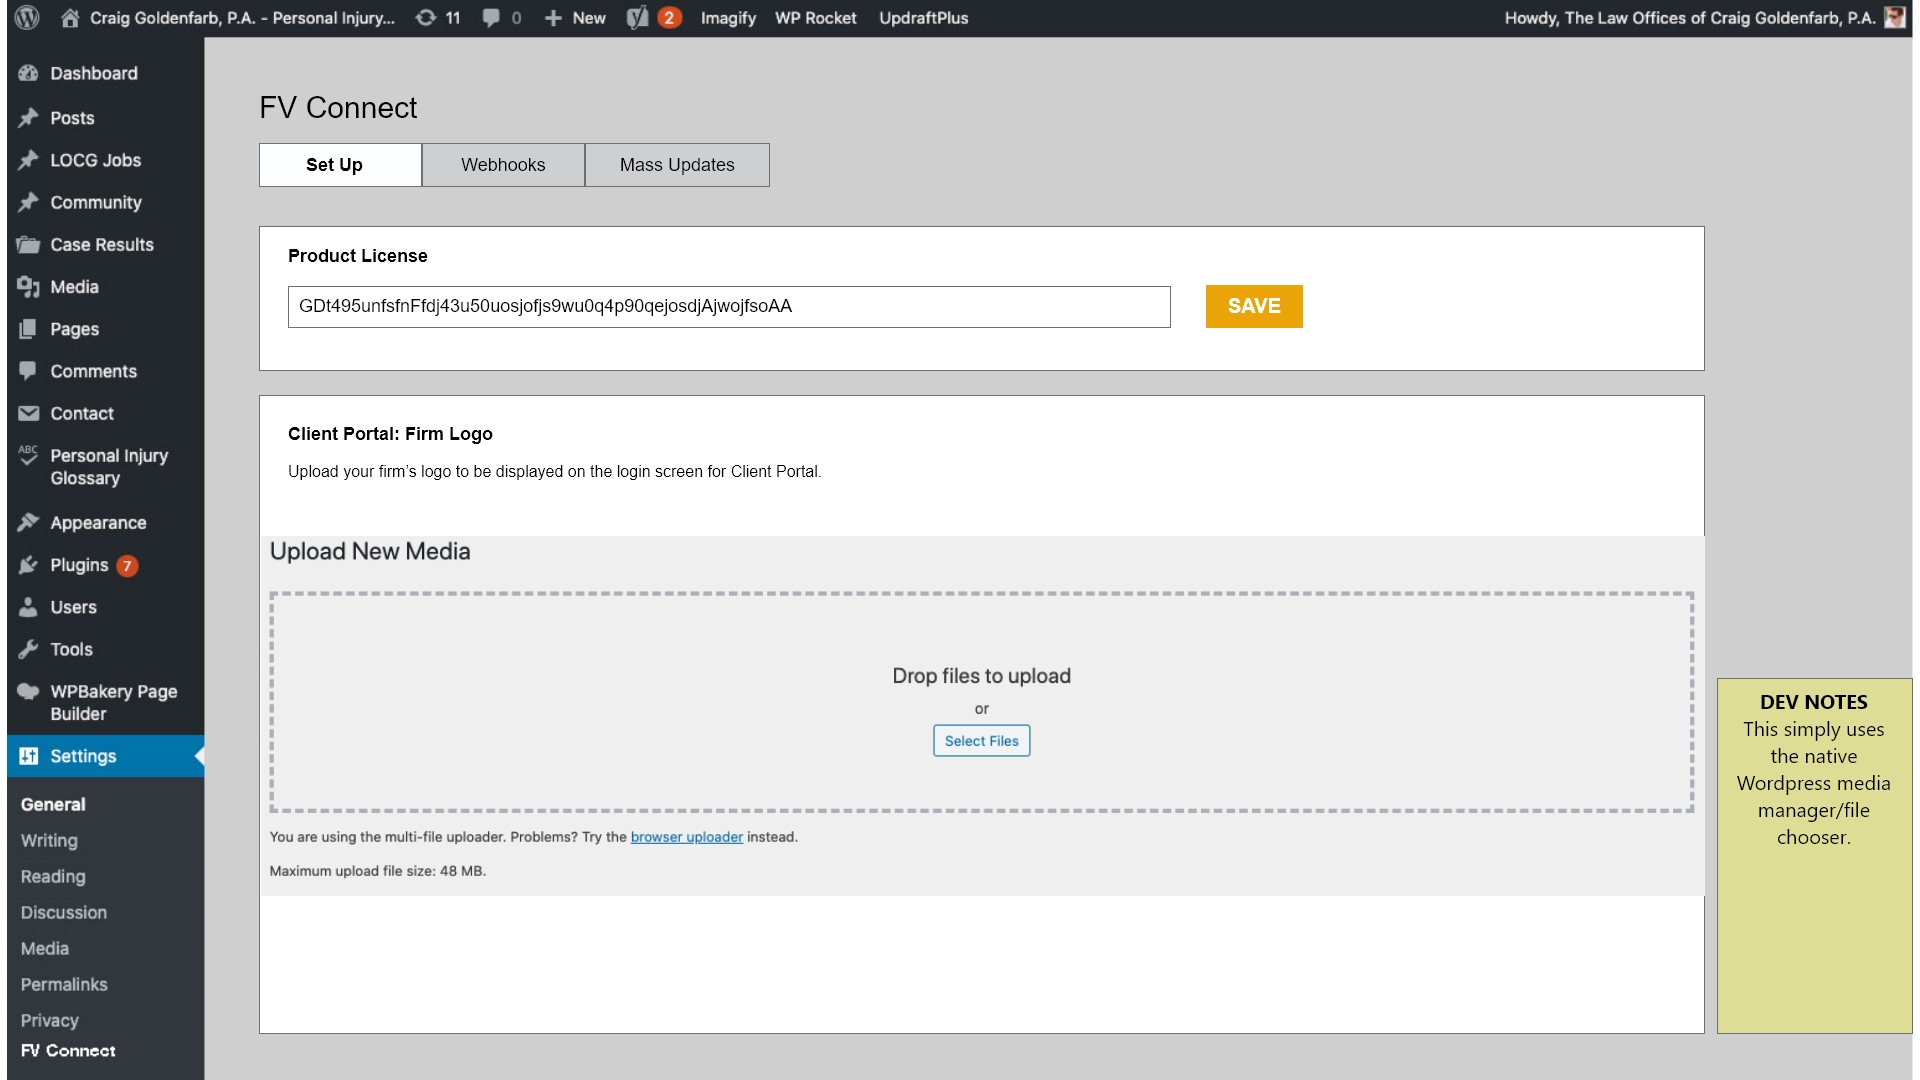 Craig Goldenfarb, P.A. - Personal Injury... 11 0 New 2 Imagify WP Rocket UpdraftPlus Howdy, The Law Offices of Craig Goldenfarb, P.A.
Dashboard
Posts
LOCG Jobs
Community
Case Results
Media
Pages
Comments
Contact
ABC
Personal Injury
Glossary
Appearance
Plugins 7
Users
Tools
WPBakery Page
Builder
Settings
General
Writing
Reading
Discussion
Media
Permalinks
Privacy
FV Connect
FV Connect
Set Up Webhooks Mass Updates
Product License
GDt495unfsfnFfdj43u50uosjofjs9wu0q4p90qejosdjAjwojfsoAA
SAVE
Client Portal: Firm Logo
Upload your firm’s logo to be displayed on the login screen for Client Portal.
Upload New Media
Drop files to upload
or
Select Files
You are using the multi-file uploader. Problems? Try the browser uploader instead.
Maximum upload file size: 48 MB.
DEV NOTES
This simply uses
the native
Wordpress media
manager/file
chooser.